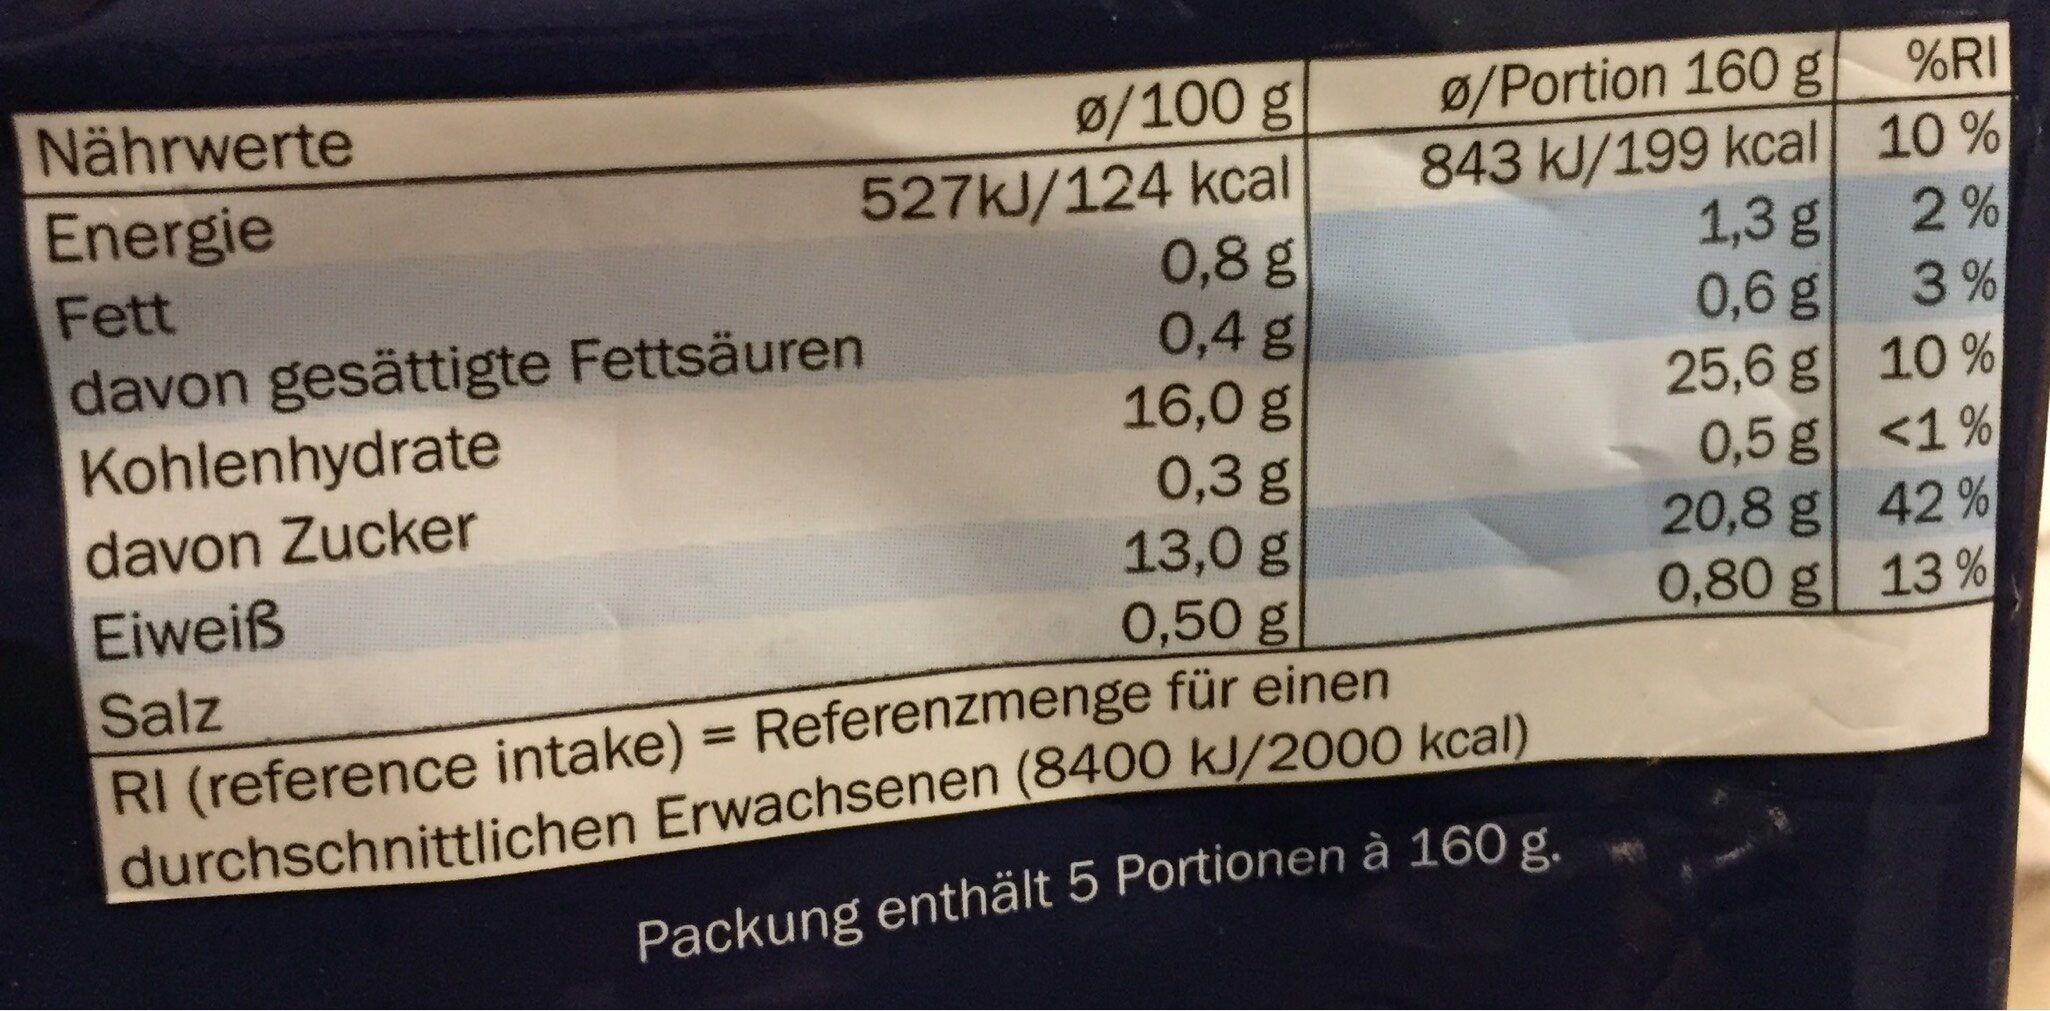 Nährwerte ø/100 g ø/Portion 160 g %RI
Energie 527kJ/124 kcal 843 kJ/199 kcal 10 %
Fett 0,8 g 1,3 g 2 %
davon gesättigte Fettsäuren 0,4 g 0,6 g 3 %
Kohlenhydrate 16,0 g 25,6 g 10 %
davon Zucker 0,3 g 0,5 g <1 %
Eiweiß 13,0 g 20,8 g 42 %
Salz 0,50 g 0,80 g 13 %
RI (reference intake) = Referenzmenge für einen
durchschnittlichen Erwachsenen (8400 kJ/2000 kcal)
Packung enthält 5 Portionen à 160 g.